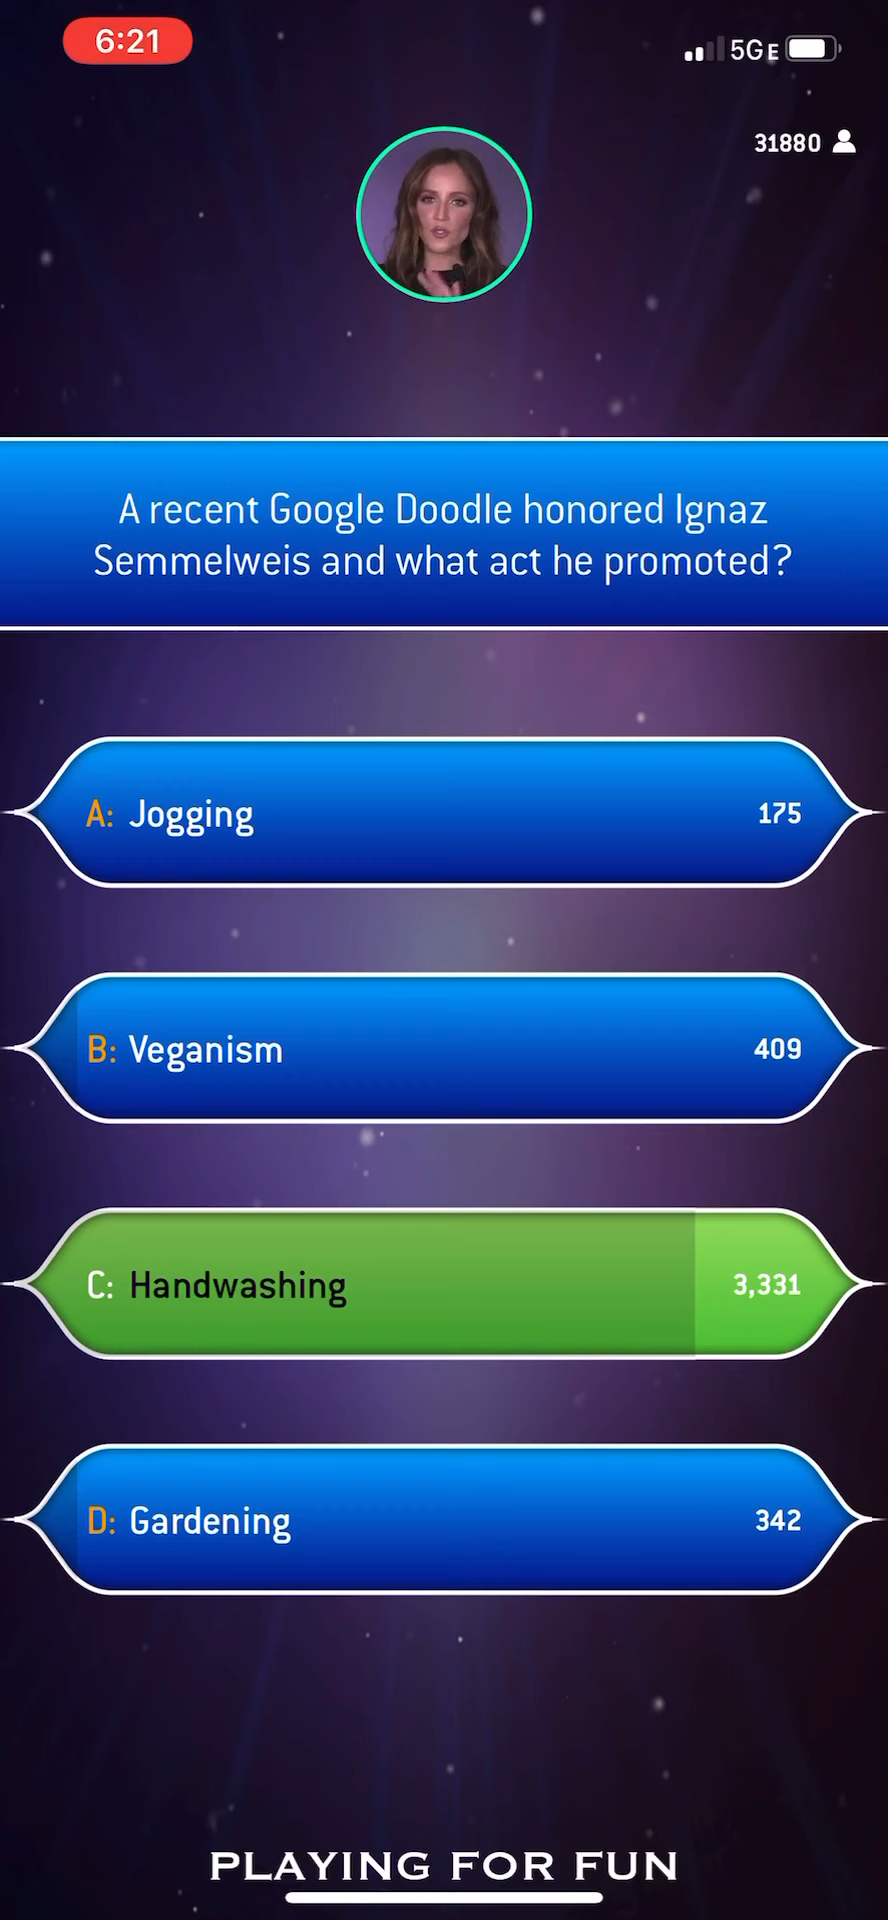 6:21
5GE
31880
A recent Google Doodle honored Ignaz
Semmelweis and what act he promoted?
A: Jogging 175
B: Veganism 409
C: Handwashing 3,331
D: Gardening 342
PLAYING FOR FUN